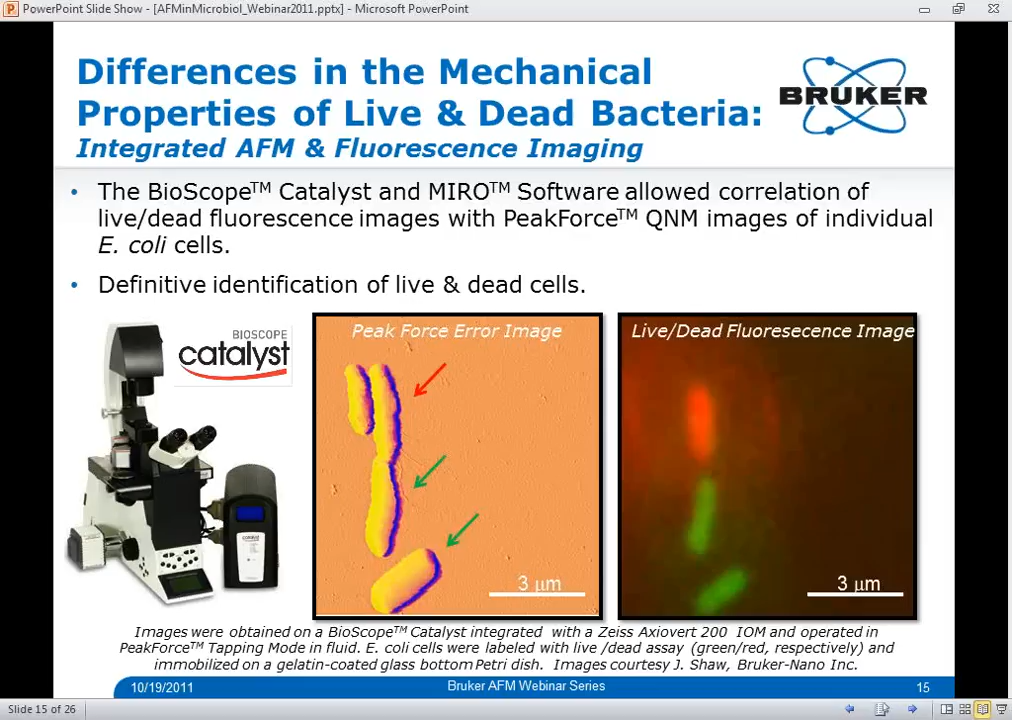 PowerPoint Slide Show - [AFMinMicrobiol_Webinar2011.pptx] - Microsoft PowerPoint
Differences in the Mechanical
Properties of Live & Dead Bacteria:
Integrated AFM & Fluorescence Imaging
BRUKER
• The BioScope™ Catalyst and MIRO™ Software allowed correlation of
live/dead fluorescence images with PeakForce™ QNM images of individual
E. coli cells.
• Definitive identification of live & dead cells.
BIOSCOPE
catalyst
Peak Force Error Image
3 μm
Live/Dead Fluoresecence Image
3 μm
catalyst
Images were obtained on a BioScope™ Catalyst integrated with a Zeiss Axiovert 200 IOM and operated in
PeakForce™ Tapping Mode in fluid. E. coli cells were labeled with live /dead assay (green/red, respectively) and
immobilized on a gelatin-coated glass bottom Petri dish. Images courtesy J. Shaw, Bruker-Nano Inc.
10/19/2011
Bruker AFM Webinar Series
15
Slide 15 of 26